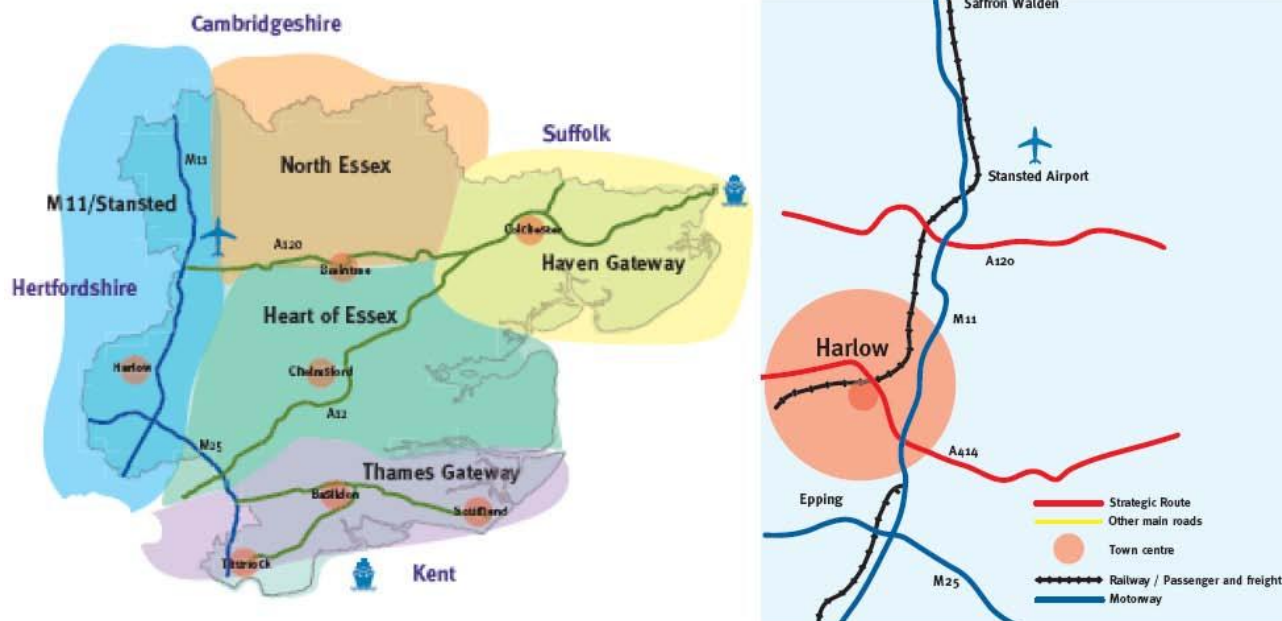 Cambridgeshire
Suffolk
North Essex
M11
M11/Stansted
A120
Colchester
Braintree
Haven Gateway
Hertfordshire
Heart of Essex
Harlow
Chelmsford
A12
M25
Thames Gateway
Basildon
Southend
Thurrock
Kent
Saffron Walden
Stansted Airport
A120
M11
Harlow
A414
Epping
Strategic Route
Other main roads
Town centre
Railway / Passenger and freight
Motorway
M25